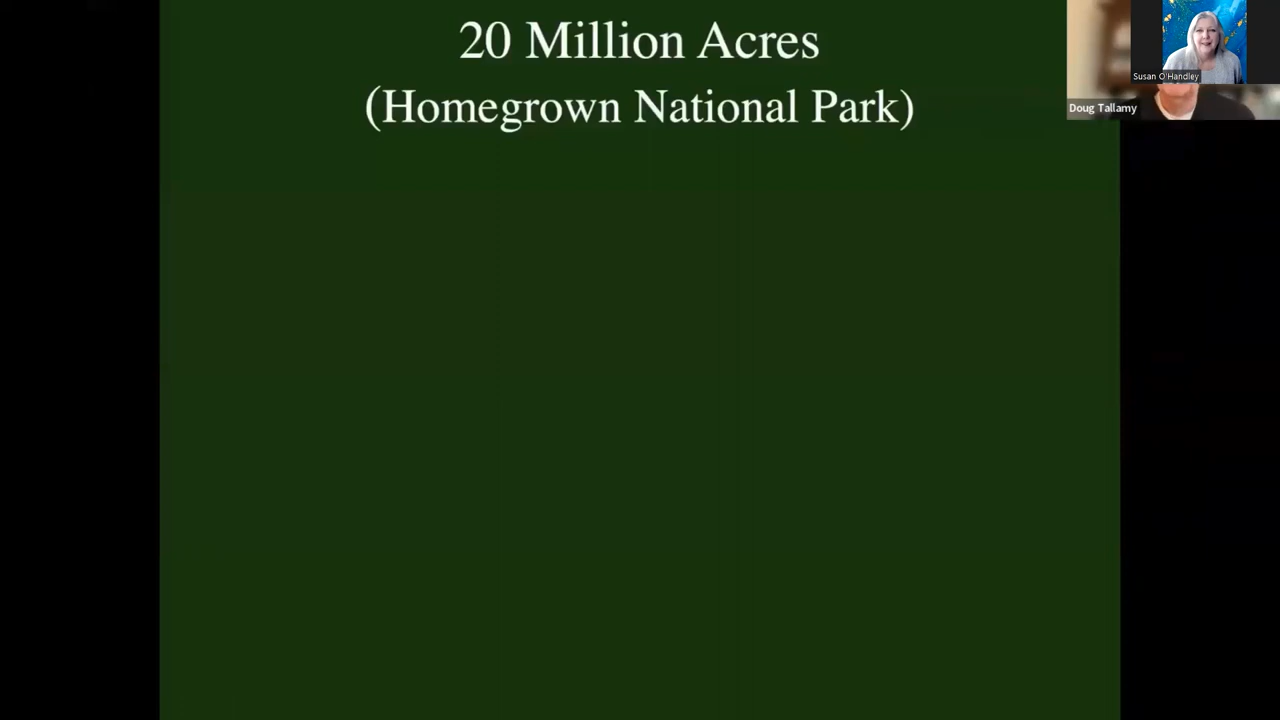 20 Million Acres
(Homegrown National Park)
Susan O'Handley
Doug Tallamy